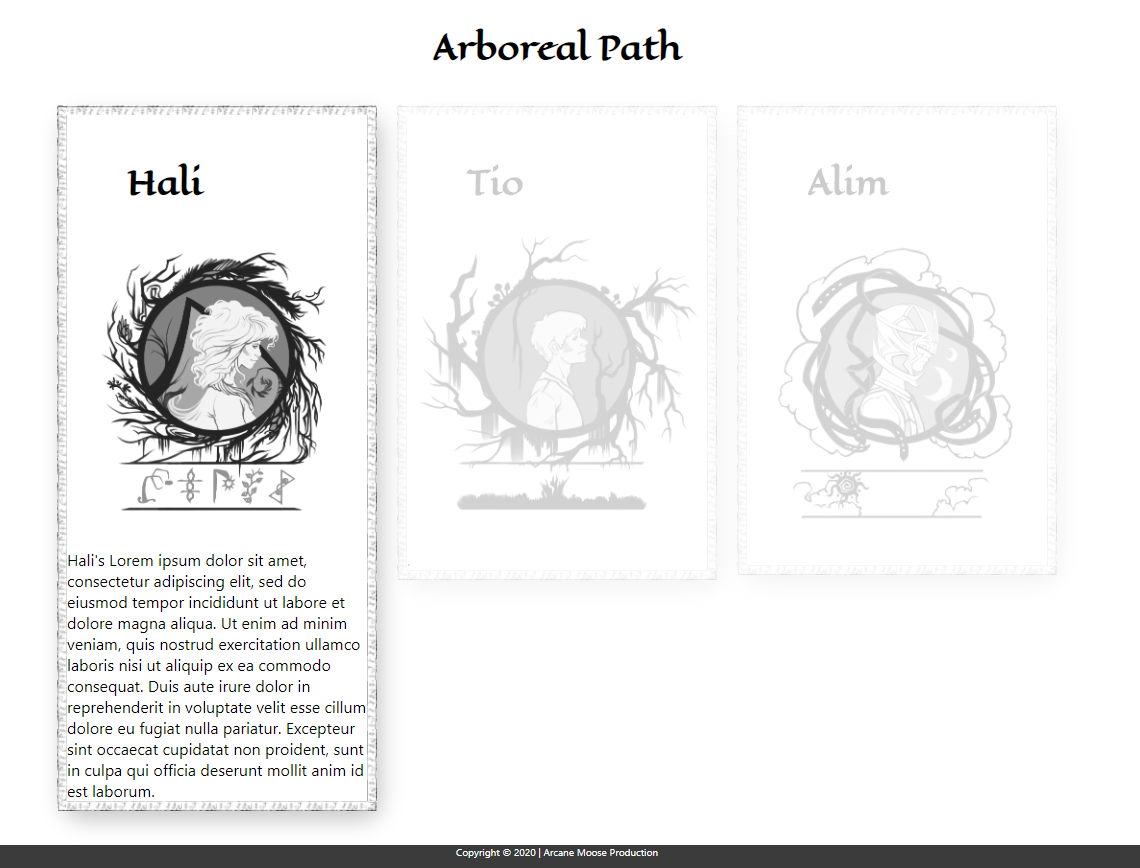 Arboreal Path
Hali
Tio
Alim
Hali's Lorem ipsum dolor sit amet,
consectetur adipiscing elit, sed do
eiusmod tempor incididunt ut labore et
dolore magna aliqua. Ut enim ad minim
veniam, quis nostrud exercitation ullamco
laboris nisi ut aliquip ex ea commodo
consequat. Duis aute irure dolor in
reprehenderit in voluptate velit esse cillum
dolore eu fugiat nulla pariatur. Excepteur
sint occaecat cupidatat non proident, sunt
in culpa qui officia deserunt mollit anim id
est laborum.
Copyright © 2020 | Arcane Moose Production